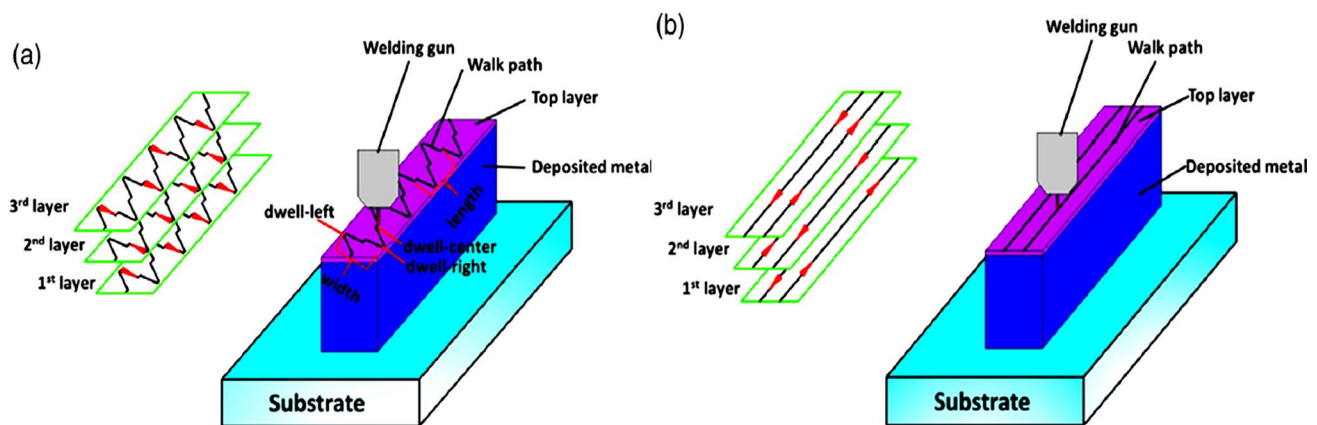 (a)
Welding gun
Walk path
Top layer
Deposited metal
3rd layer
2nd layer
1st layer
dwell-left
length
dwell-center
dwell-right
width
Substrate
(b)
Welding gun
Walk path
Top layer
Deposited metal
3rd layer
2nd layer
1st layer
Substrate